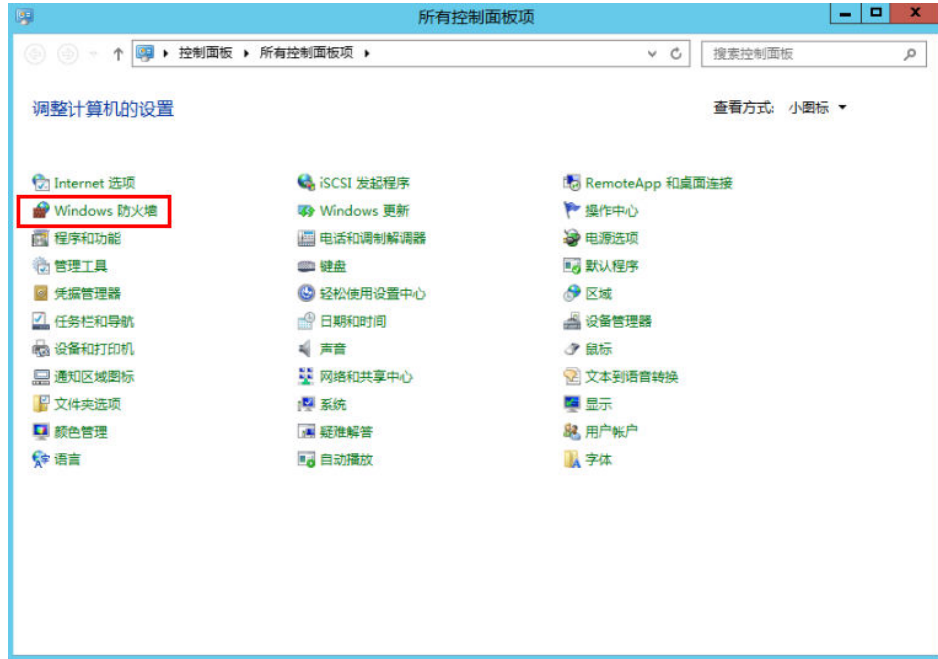 所有控制面板项
控制面板 所有控制面板项
搜索控制面板
调整计算机的设置
查看方式: 小图标
Internet 选项
iSCSI 发起程序
RemoteApp 和桌面连接
Windows 防火墙
Windows 更新
操作中心
程序和功能
电话和调制解调器
电源选项
管理工具
键盘
默认程序
凭据管理器
轻松使用设置中心
区域
任务栏和导航
日期和时间
设备管理器
设备和打印机
声音
鼠标
通知区域图标
网络和共享中心
文本到语音转换
文件夹选项
系统
显示
颜色管理
疑难解答
用户帐户
语言
自动播放
字体